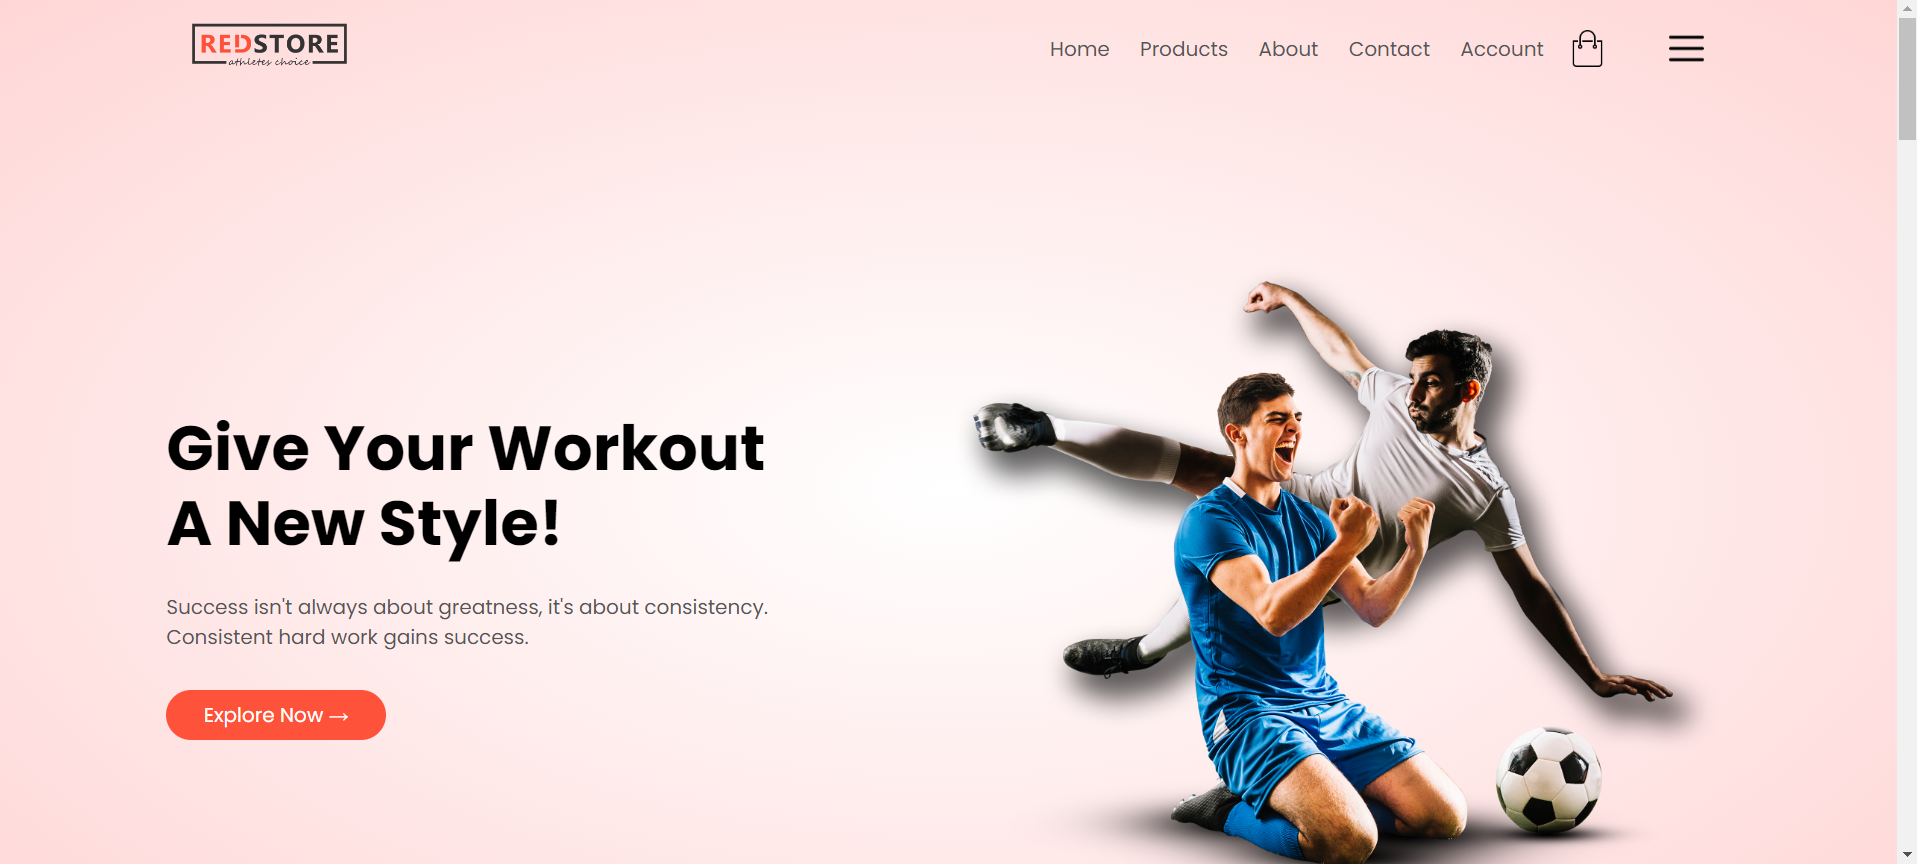 REDSTORE
athletes choice
Home Products About Contact Account
Give Your Workout
A New Style!
Success isn't always about greatness, it's about consistency.
Consistent hard work gains success.
Explore Now →